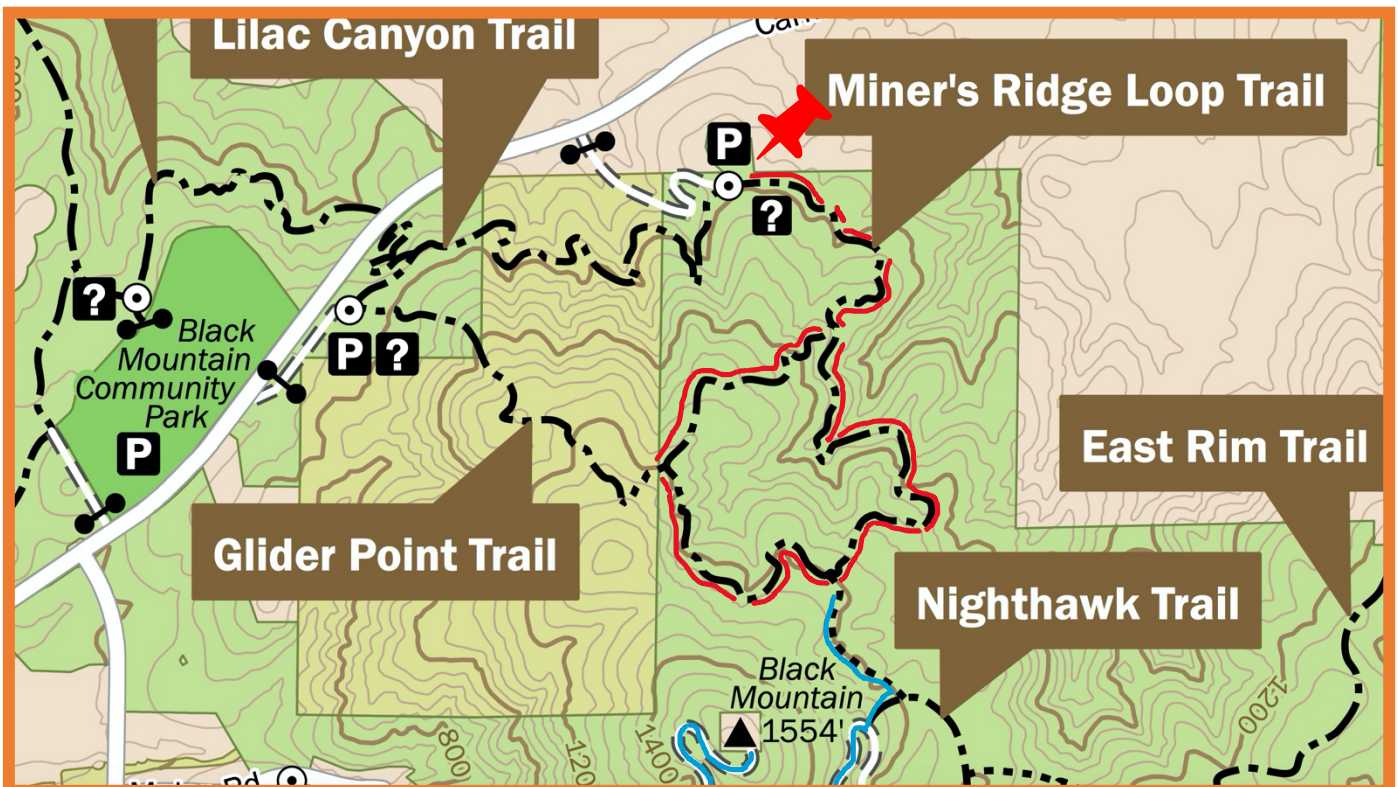 Lilac Canyon Trail
Miner's Ridge Loop Trail
P
?
?
P ?
Black
Mountain
Community
Park
P
East Rim Trail
Glider Point Trail
Nighthawk Trail
Black
Mountain
1554'
1200
800
1400